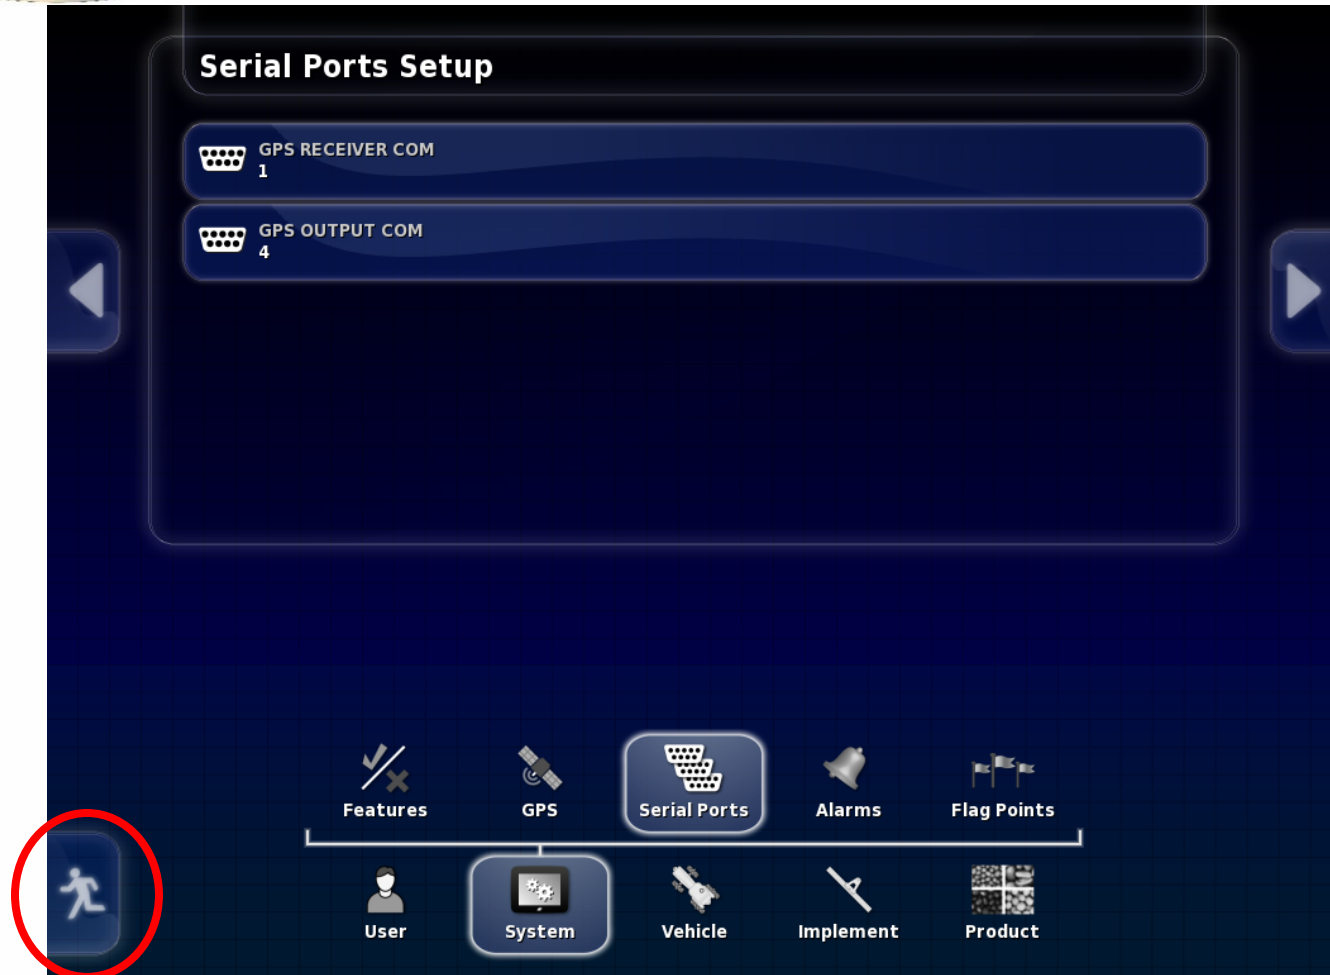 Serial Ports Setup
GPS RECEIVER COM
1
GPS OUTPUT COM
4
Features
GPS
Serial Ports
Alarms
Flag Points
User
System
Vehicle
Implement
Product